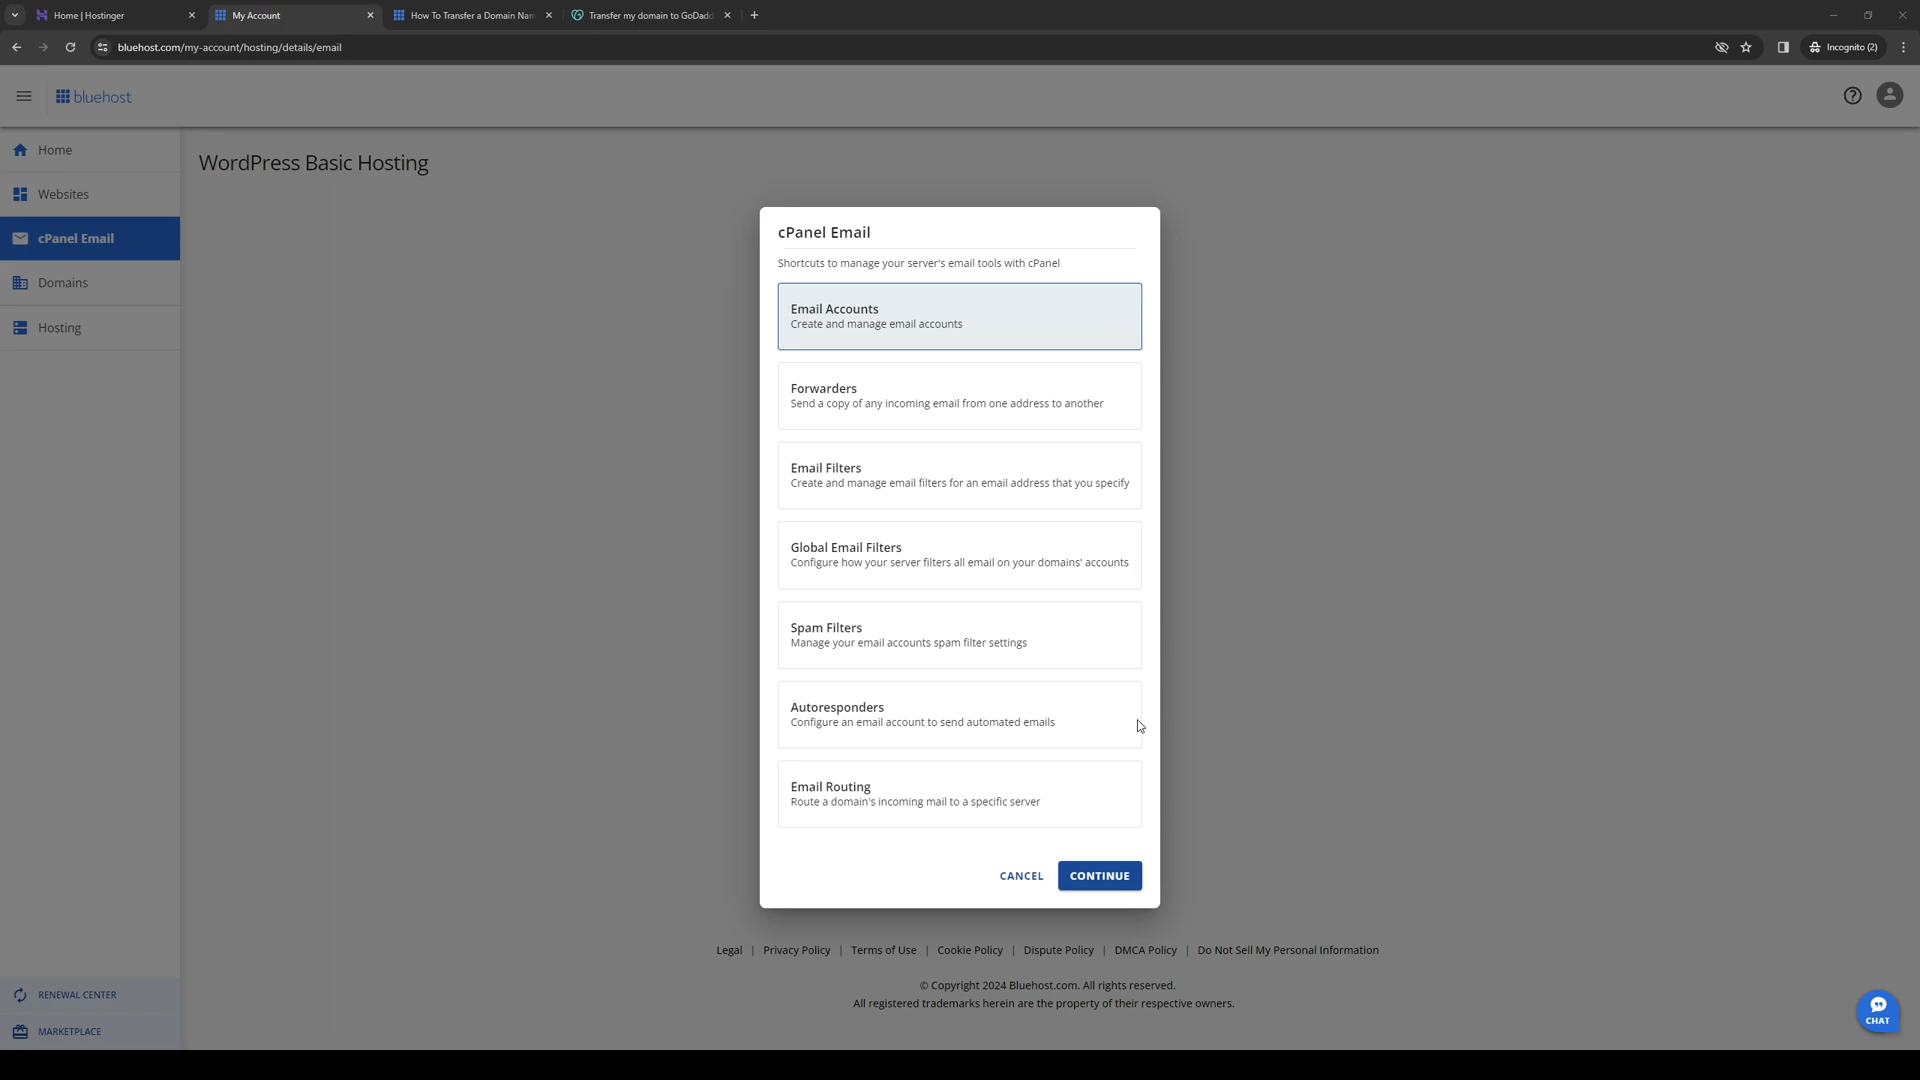 Home | Hostinger
My Account
How To Transfer a Domain Nam
Transfer my domain to GoDadd
bluehost.com/my-account/hosting/details/email
Incognito (2)
bluehost
Home
Websites
cPanel Email
Domains
Hosting
RENEWAL CENTER
MARKETPLACE
WordPress Basic Hosting
cPanel Email
Shortcuts to manage your server's email tools with cPanel
Email Accounts
Create and manage email accounts
Forwarders
Send a copy of any incoming email from one address to another
Email Filters
Create and manage email filters for an email address that you specify
Global Email Filters
Configure how your server filters all email on your domains' accounts
Spam Filters
Manage your email accounts spam filter settings
Autoresponders
Configure an email account to send automated emails
Email Routing
Route a domain's incoming mail to a specific server
CANCEL
CONTINUE
Legal | Privacy Policy | Terms of Use | Cookie Policy | Dispute Policy | DMCA Policy | Do Not Sell My Personal Information
© Copyright 2024 Bluehost.com. All rights reserved.
All registered trademarks herein are the property of their respective owners.
CHAT